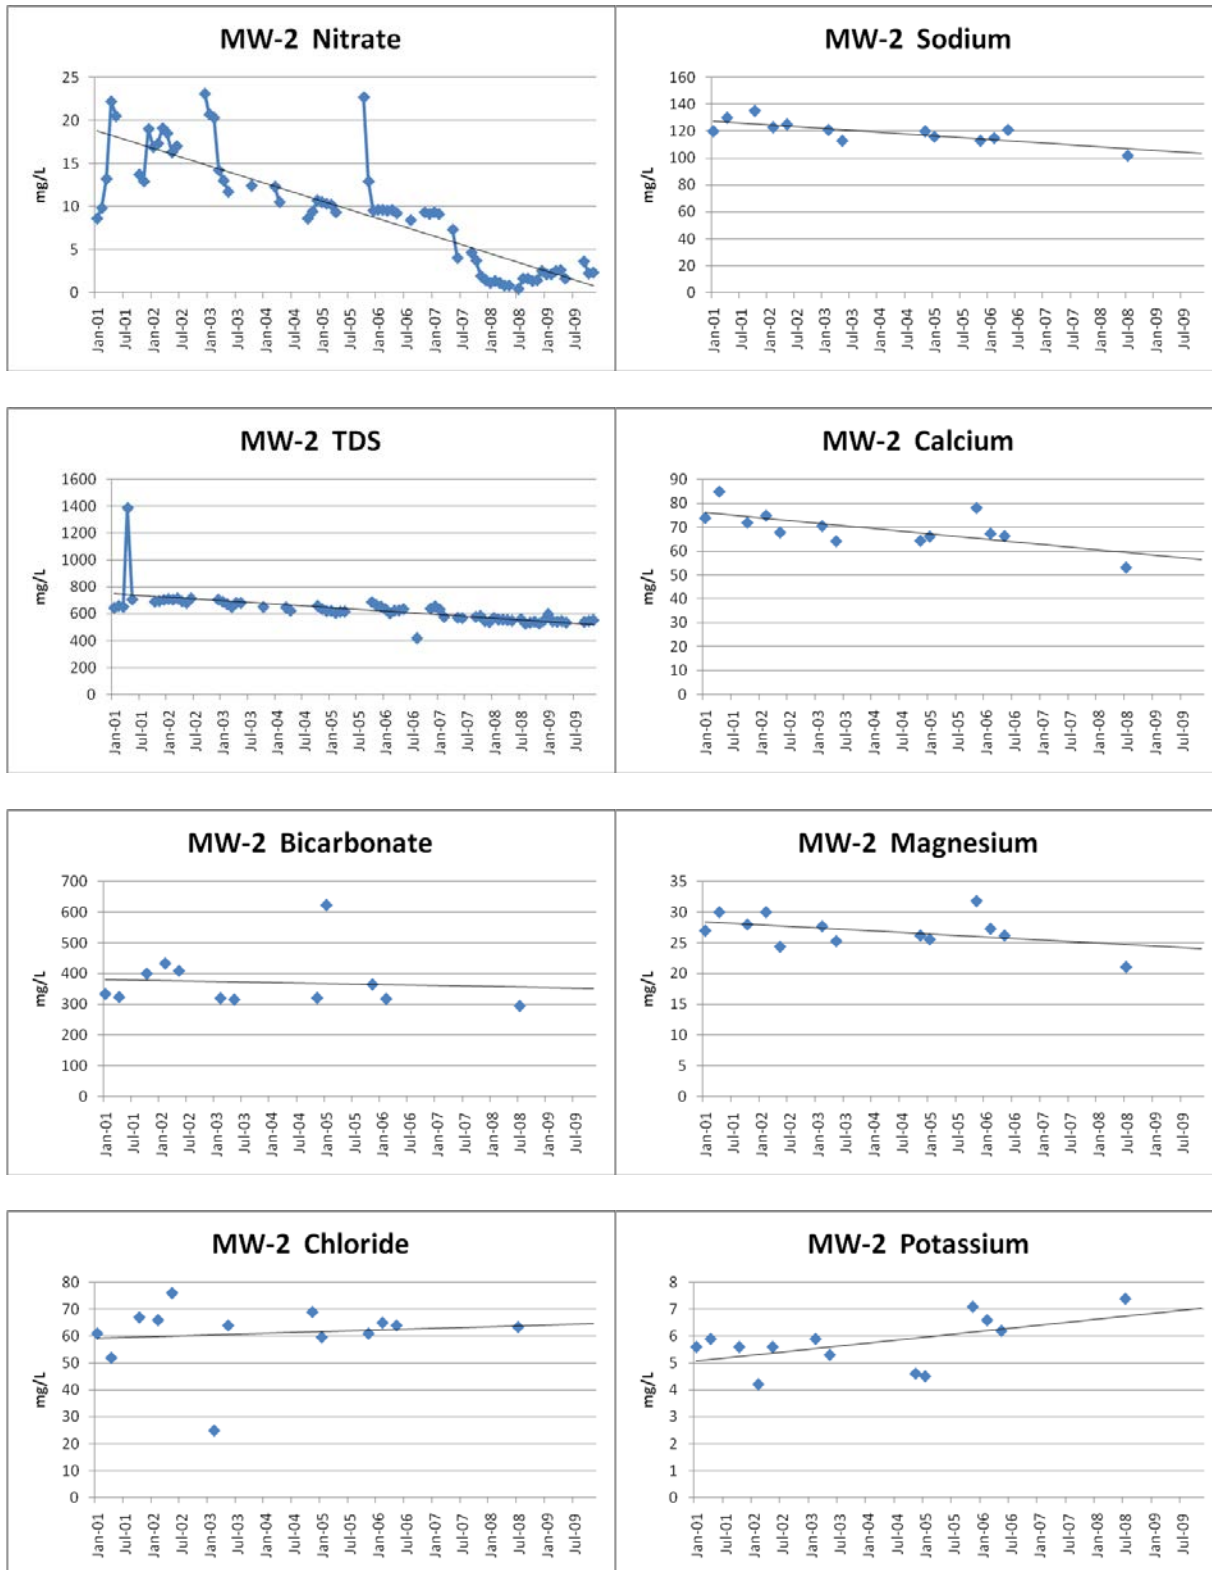 MW-2 Nitrate
25
20
15
10
5
0
mg/L
Jan-01 Jul-01 Jan-02 Jul-02 Jan-03 Jul-03 Jan-04 Jul-04 Jan-05 Jul-05 Jan-06 Jul-06 Jan-07 Jul-07 Jan-08 Jul-08 Jan-09 Jul-09
MW-2 Sodium
160
140
120
100
80
60
40
20
0
mg/L
Jan-01 Jul-01 Jan-02 Jul-02 Jan-03 Jul-03 Jan-04 Jul-04 Jan-05 Jul-05 Jan-06 Jul-06 Jan-07 Jul-07 Jan-08 Jul-08 Jan-09 Jul-09
MW-2 TDS
1600
1400
1200
1000
800
600
400
200
0
mg/L
Jan-01 Jul-01 Jan-02 Jul-02 Jan-03 Jul-03 Jan-04 Jul-04 Jan-05 Jul-05 Jan-06 Jul-06 Jan-07 Jul-07 Jan-08 Jul-08 Jan-09 Jul-09
MW-2 Calcium
90
80
70
60
50
40
30
20
10
0
mg/L
Jan-01 Jul-01 Jan-02 Jul-02 Jan-03 Jul-03 Jan-04 Jul-04 Jan-05 Jul-05 Jan-06 Jul-06 Jan-07 Jul-07 Jan-08 Jul-08 Jan-09 Jul-09
MW-2 Bicarbonate
700
600
500
400
300
200
100
0
mg/L
Jan-01 Jul-01 Jan-02 Jul-02 Jan-03 Jul-03 Jan-04 Jul-04 Jan-05 Jul-05 Jan-06 Jul-06 Jan-07 Jul-07 Jan-08 Jul-08 Jan-09 Jul-09
MW-2 Magnesium
35
30
25
20
15
10
5
0
mg/L
Jan-01 Jul-01 Jan-02 Jul-02 Jan-03 Jul-03 Jan-04 Jul-04 Jan-05 Jul-05 Jan-06 Jul-06 Jan-07 Jul-07 Jan-08 Jul-08 Jan-09 Jul-09
MW-2 Chloride
80
70
60
50
40
30
20
10
0
mg/L
Jan-01 Jul-01 Jan-02 Jul-02 Jan-03 Jul-03 Jan-04 Jul-04 Jan-05 Jul-05 Jan-06 Jul-06 Jan-07 Jul-07 Jan-08 Jul-08 Jan-09 Jul-09
MW-2 Potassium
8
7
6
5
4
3
2
1
0
mg/L
Jan-01 Jul-01 Jan-02 Jul-02 Jan-03 Jul-03 Jan-04 Jul-04 Jan-05 Jul-05 Jan-06 Jul-06 Jan-07 Jul-07 Jan-08 Jul-08 Jan-09 Jul-09